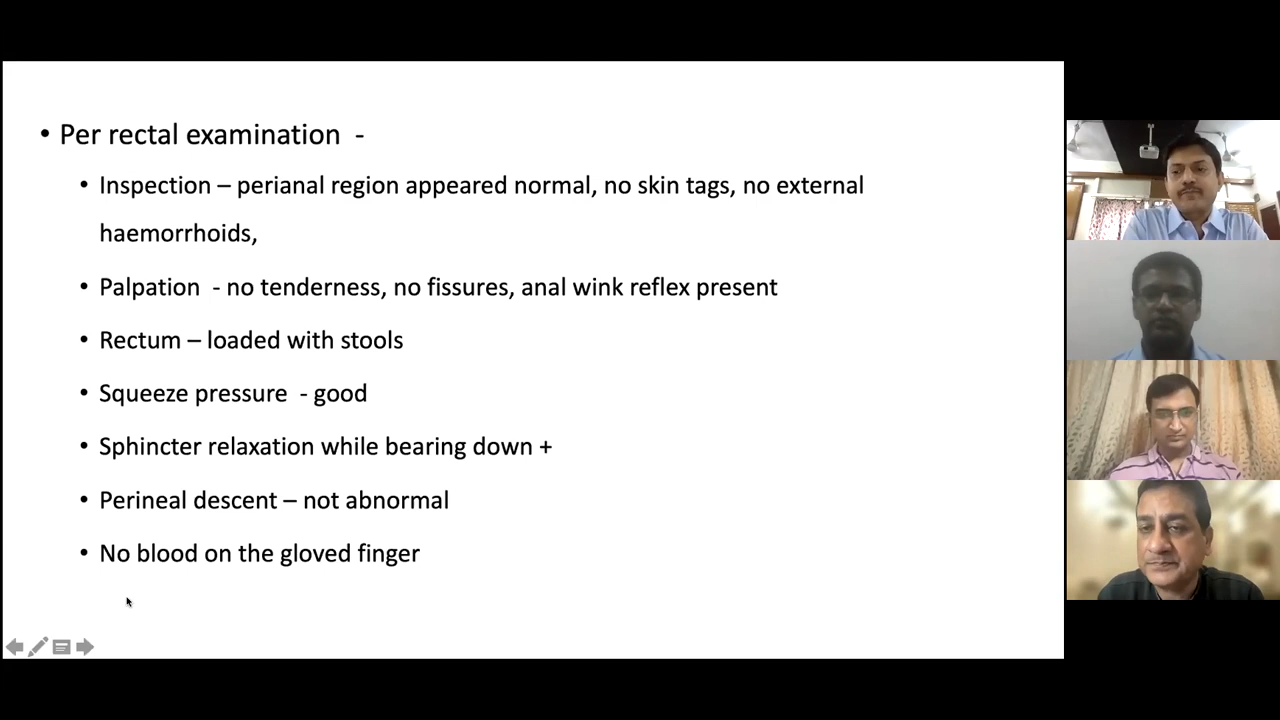 • Per rectal examination -
• Inspection – perianal region appeared normal, no skin tags, no external
haemorrhoids,
• Palpation - no tenderness, no fissures, anal wink reflex present
• Rectum – loaded with stools
• Squeeze pressure - good
• Sphincter relaxation while bearing down +
• Perineal descent – not abnormal
• No blood on the gloved finger